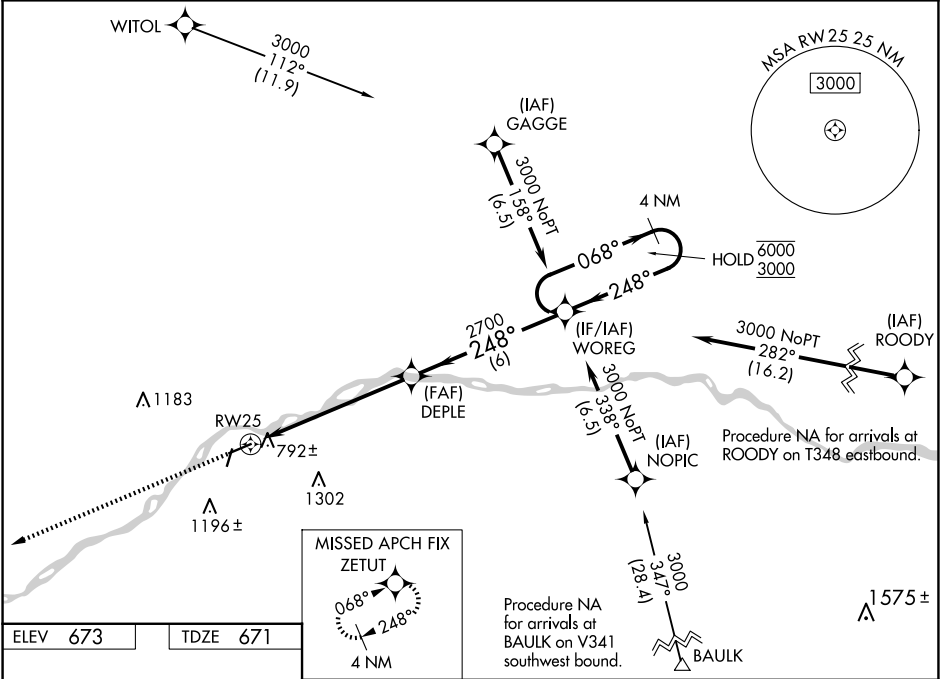 WITOL
3000
112°
(11.9)
MSA RW25 25 NM
3000
(IAF)
GAGGE
3000 NoPT
158°
(6.5)
4 NM
068°
248°
HOLD 6000
3000
2700
248°
(6)
(IF/IAF)
WOREG
3000 NoPT
282°
(16.2)
(IAF)
ROODY
(FAF)
DEPLE
3000 NoPT
338°
(6.5)
1183
RW25
792±
1302
1196±
(IAF)
NOPIC
Procedure NA for arrivals at
ROODY on T348 eastbound.
MISSED APCH FIX
ZETUT
068°
248°
4 NM
3000
347°
(28.4)
Procedure NA
for arrivals at
BAULK on V341
southwest bound.
BAULK
1575±
ELEV 673
TDZE 671